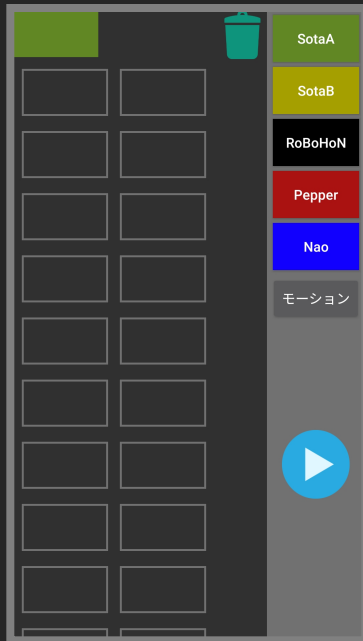 SotaA
SotaB
RoBoHoN
Pepper
Nao
モーション